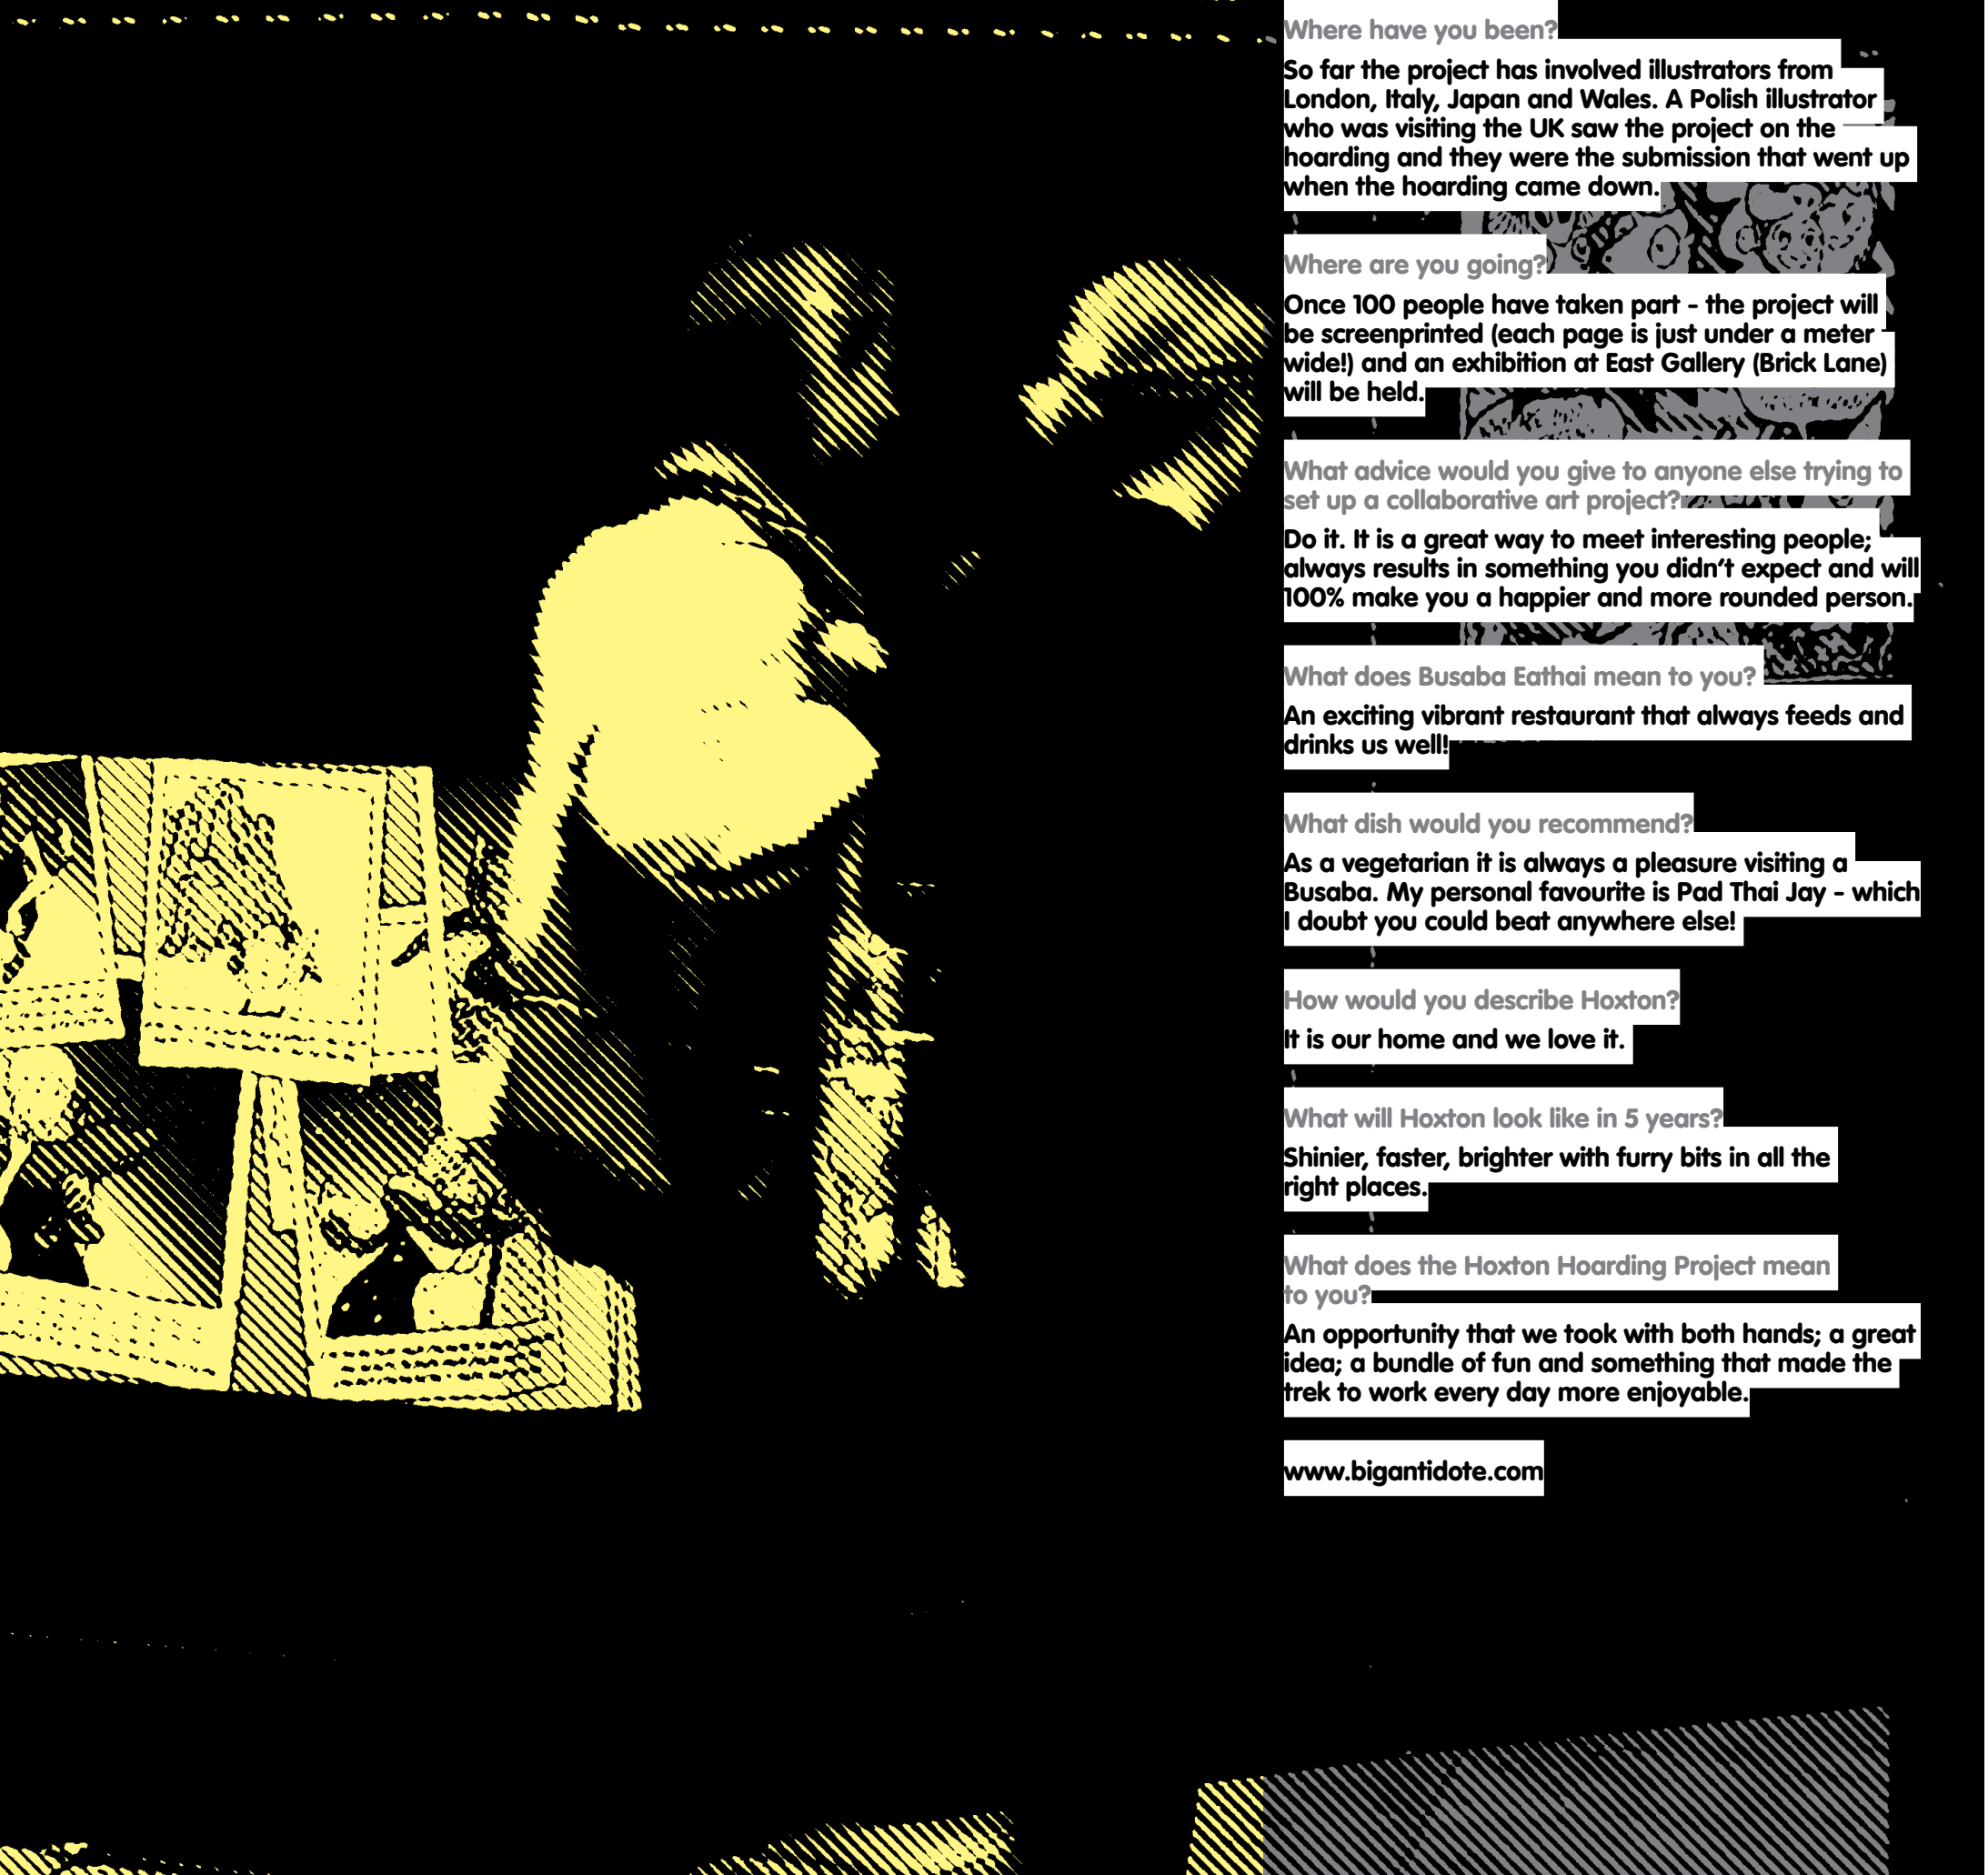 Where have you been?
So far the project has involved illustrators from
London, Italy, Japan and Wales. A Polish illustrator
who was visiting the UK saw the project on the
hoarding and they were the submission that went up
when the hoarding came down.
Where are you going?
Once 100 people have taken part - the project will
be screenprinted (each page is just under a meter
wide!) and an exhibition at East Gallery (Brick Lane)
will be held.
What advice would you give to anyone else trying to
set up a collaborative art project?
Do it. It is a great way to meet interesting people;
always results in something you didn't expect and will
100% make you a happier and more rounded person.
What does Busaba Eathai mean to you?
An exciting vibrant restaurant that always feeds and
drinks us well!
What dish would you recommend?
As a vegetarian it is always a pleasure visiting a
Busaba. My personal favourite is Pad Thai Jay - which
I doubt you could beat anywhere else!
How would you describe Hoxton?
It is our home and we love it.
What will Hoxton look like in 5 years?
Shinier, faster, brighter with furry bits in all the
right places.
What does the Hoxton Hoarding Project mean
to you?
An opportunity that we took with both hands; a great
idea; a bundle of fun and something that made the
trek to work every day more enjoyable.
www.bigantidote.com